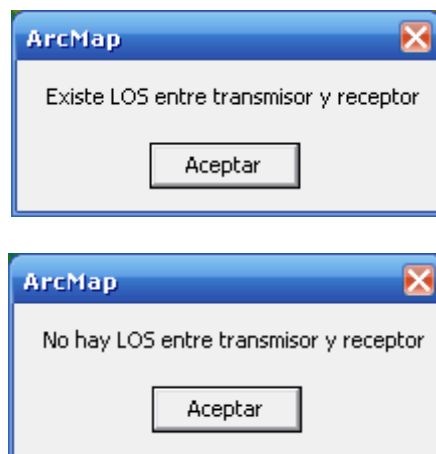 ArcMap
Existe LOS entre transmisor y receptor
Aceptar
ArcMap
No hay LOS entre transmisor y receptor
Aceptar